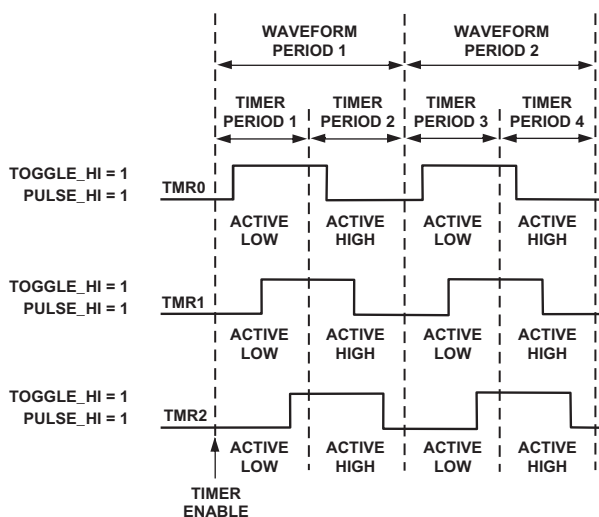 WAVEFORM
PERIOD 1
WAVEFORM
PERIOD 2
TIMER
PERIOD 1
TIMER
PERIOD 2
TIMER
PERIOD 3
TIMER
PERIOD 4
TOGGLE_HI = 1
PULSE_HI = 1
TMR0
ACTIVE
LOW
ACTIVE
HIGH
ACTIVE
LOW
ACTIVE
HIGH
TOGGLE_HI = 1
PULSE_HI = 1
TMR1
ACTIVE
LOW
ACTIVE
HIGH
ACTIVE
LOW
ACTIVE
HIGH
TOGGLE_HI = 1
PULSE_HI = 1
TMR2
ACTIVE
LOW
ACTIVE
HIGH
ACTIVE
LOW
ACTIVE
HIGH
TIMER
ENABLE